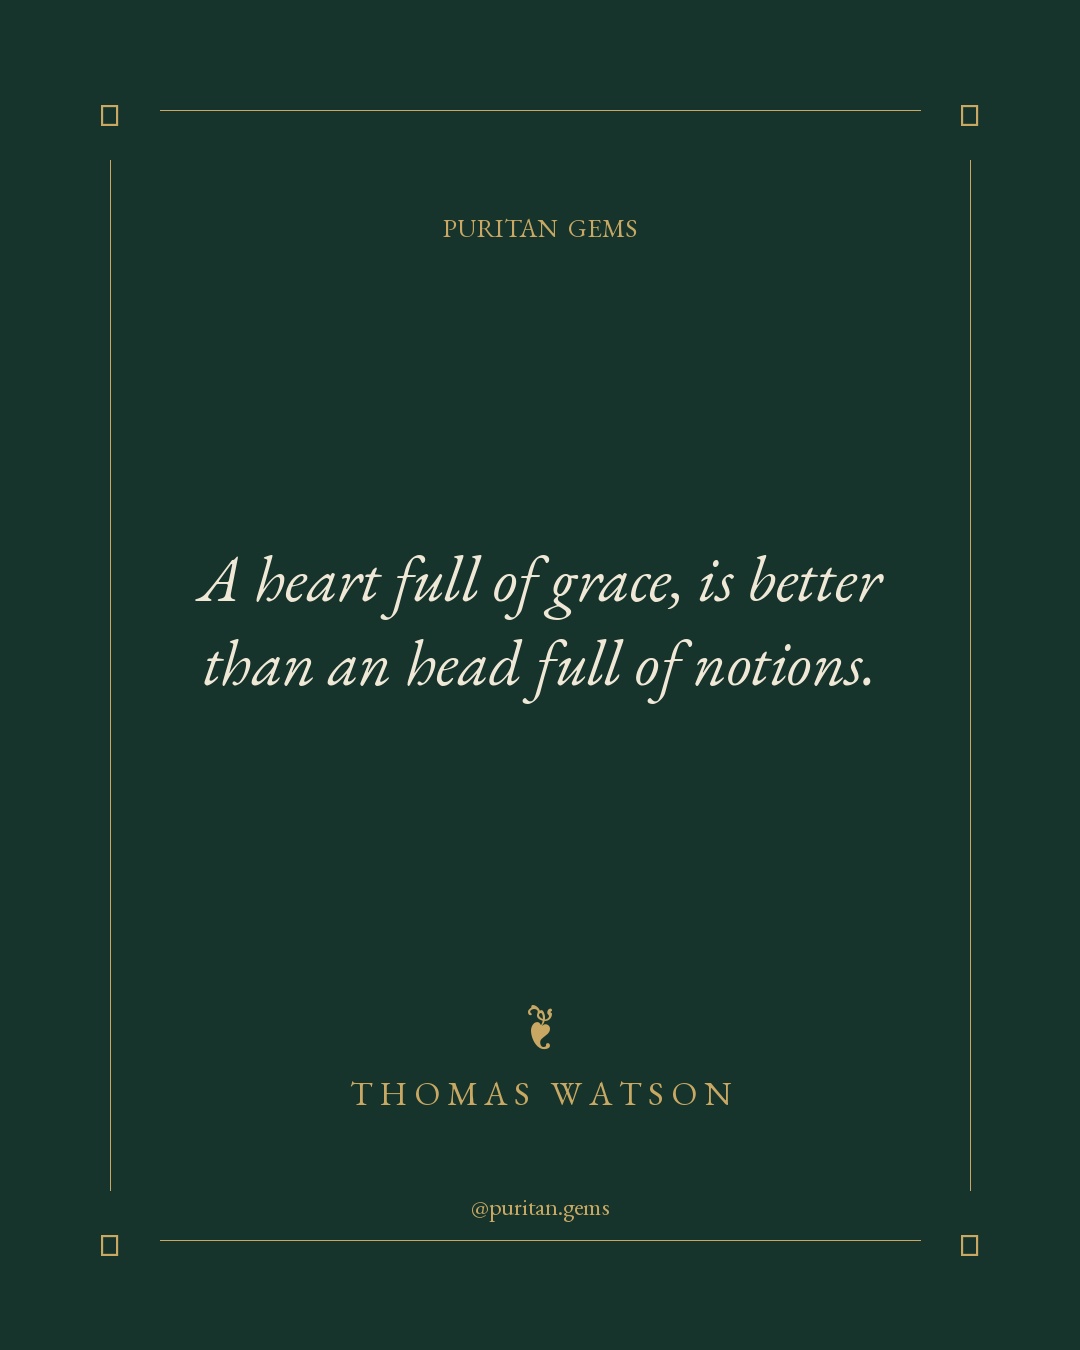 PURITAN GEMS
A heart full of grace, is better
than an head full of notions.
THOMAS WATSON
@puritan.gems